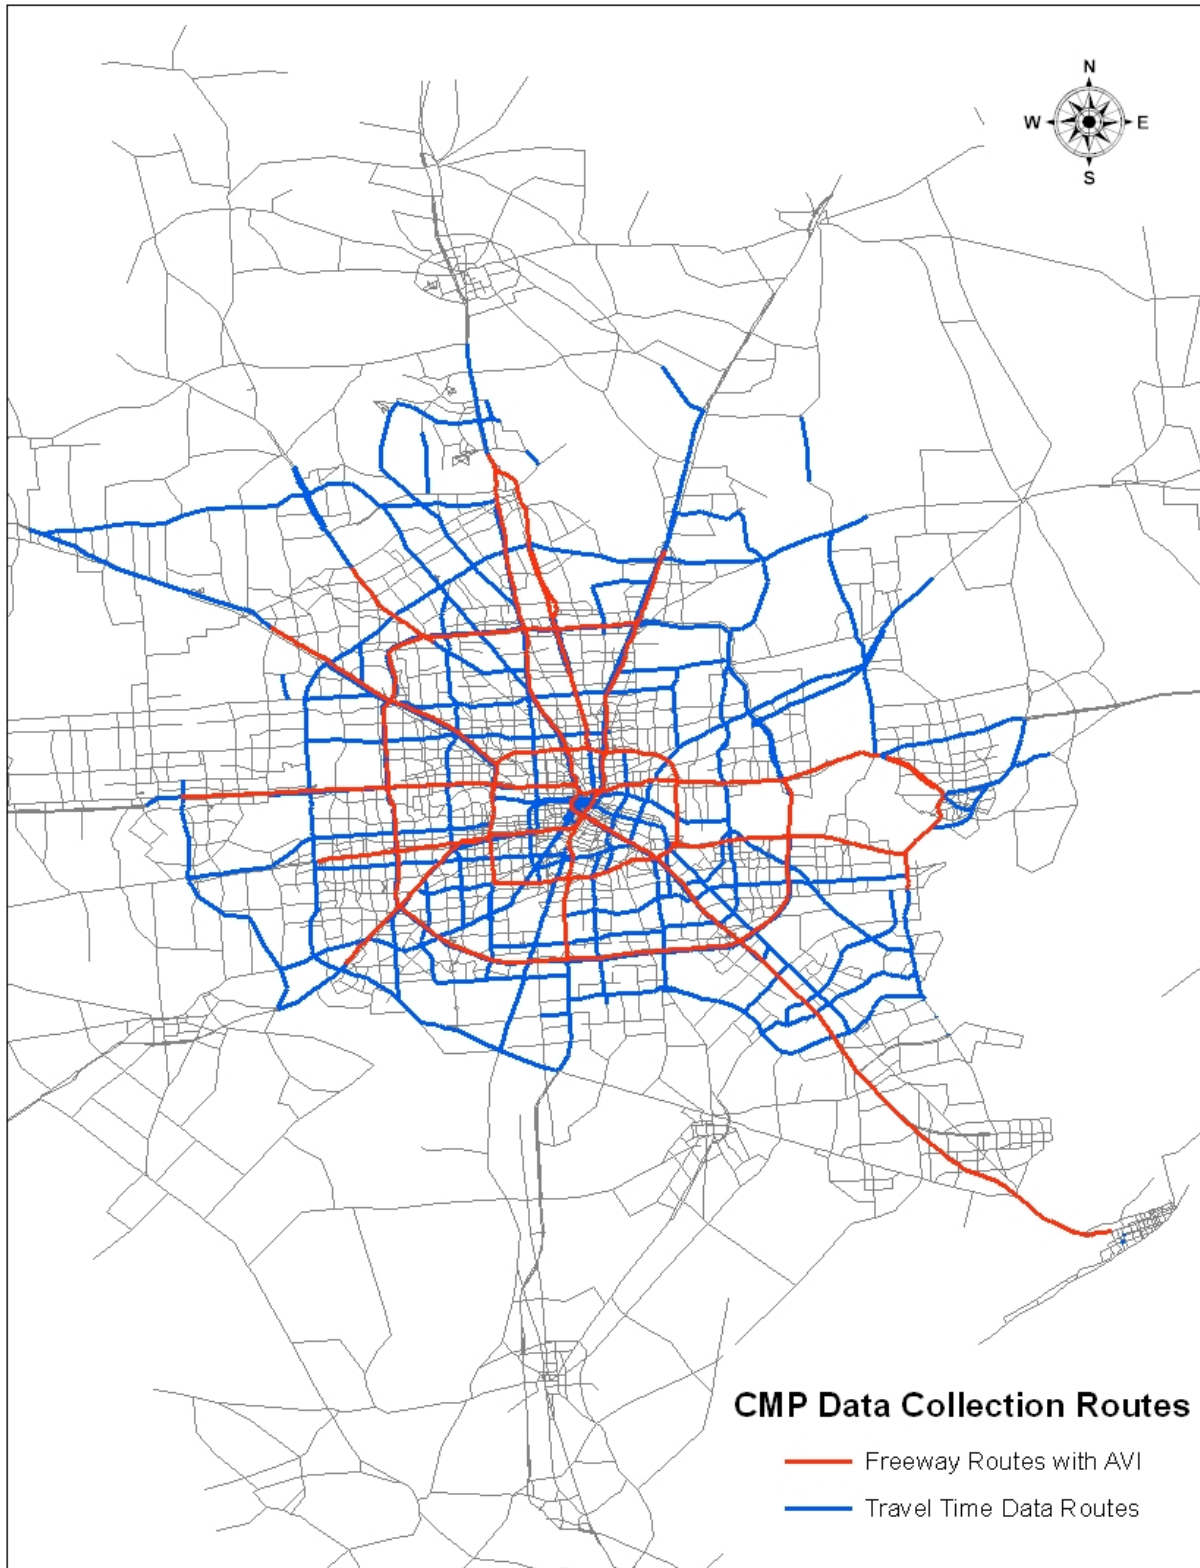 N
W E
S
CMP Data Collection Routes
Freeway Routes with AVI
Travel Time Data Routes